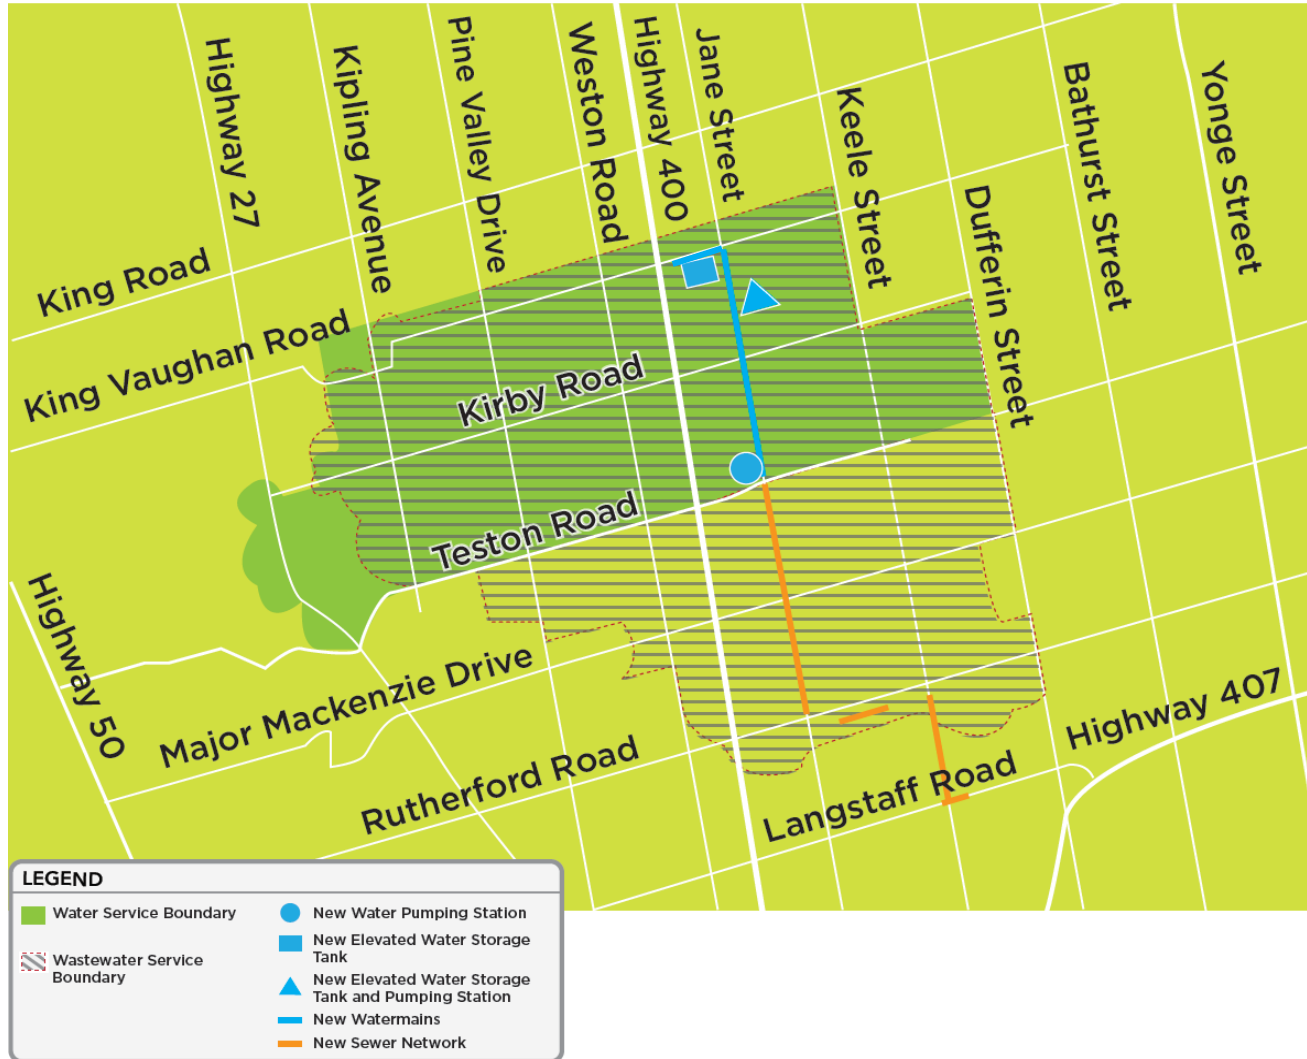 Highway 27
Kipling Avenue
Pine Valley Drive
Weston Road
Highway 400
Jane Street
Keele Street
Dufferin Street
Bathurst Street
Yonge Street
King Road
King Vaughan Road
Kirby Road
Teston Road
Highway 50
Major Mackenzie Drive
Rutherford Road
Langstaff Road
Highway 407
LEGEND
Water Service Boundary
Wastewater Service
Boundary
New Water Pumping Station
New Elevated Water Storage
Tank
New Elevated Water Storage
Tank and Pumping Station
New Watermains
New Sewer Network